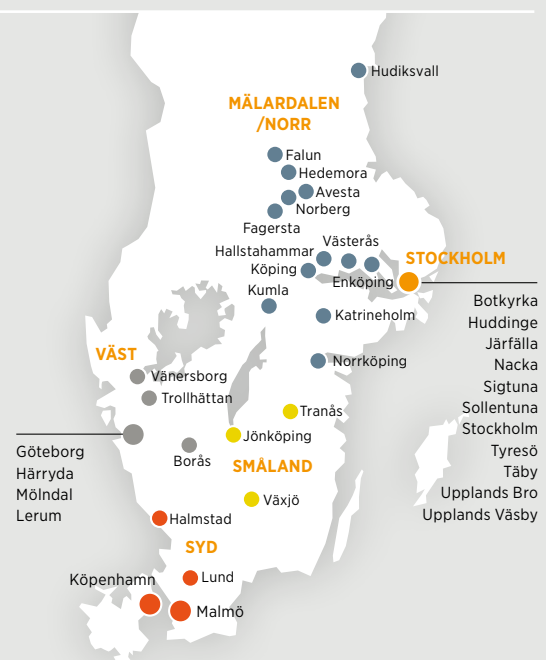 Hudiksvall
MÄLARDALEN
/NORR
Falun
Hedemora
Avesta
Norberg
Fagersta
Västerås
Hallstahammar
Köping
Enköping
STOCKHOLM
Kumla
Botkyrka
Huddinge
Järfälla
Nacka
Sigtuna
Sollentuna
Stockholm
Tyresö
Täby
Upplands Bro
Upplands Väsby
Katrineholm
Norrköping
VÄST
Vänersborg
Trollhättan
Göteborg
Härryda
Mölndal
Lerum
Borås
Tranås
Jönköping
SMÅLAND
Växjö
Halmstad
SYD
Lund
Köpenhamn
Malmö